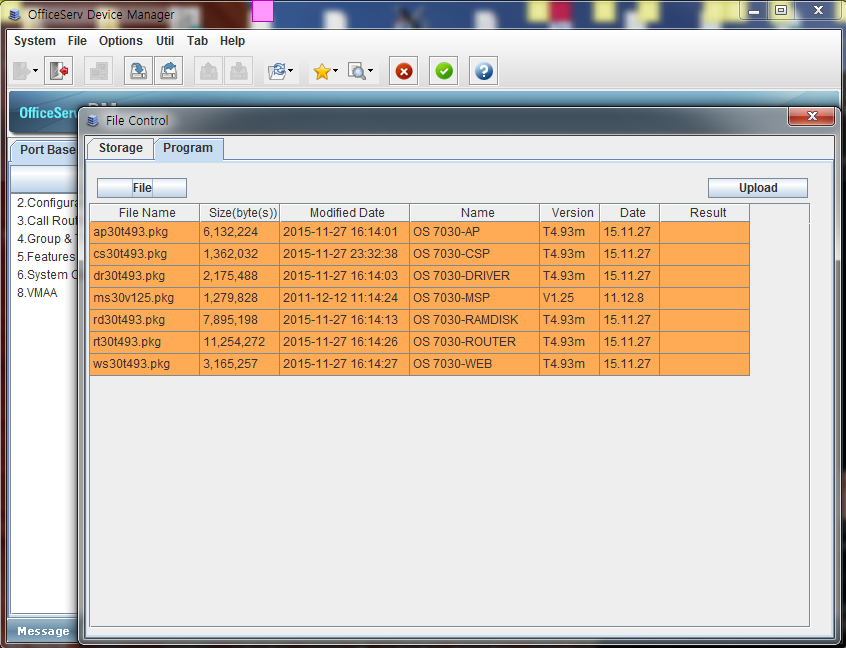 OfficeServ Device Manager
System File Options Util Tab Help
OfficeServ
File Control
Port Base
Storage Program
File Upload
File Name Size(byte(s)) Modified Date Name Version Date Result
ap30t493.pkg 6,132,224 2015-11-27 16:14:01 OS 7030-AP T4.93m 15.11.27
cs30t493.pkg 1,362,032 2015-11-27 23:32:38 OS 7030-CSP T4.93m 15.11.27
dr30t493.pkg 2,175,488 2015-11-27 16:14:03 OS 7030-DRIVER T4.93m 15.11.27
ms30v125.pkg 1,279,828 2011-12-12 11:14:24 OS 7030-MSP V1.25 11.12.8
rd30t493.pkg 7,895,198 2015-11-27 16:14:13 OS 7030-RAMDISK T4.93m 15.11.27
rt30t493.pkg 11,254,272 2015-11-27 16:14:26 OS 7030-ROUTER T4.93m 15.11.27
ws30t493.pkg 3,165,257 2015-11-27 16:14:27 OS 7030-WEB T4.93m 15.11.27
2.Configura
3.Call Rout
4.Group & T
5.Features
6.System C
8.VMAA
Message